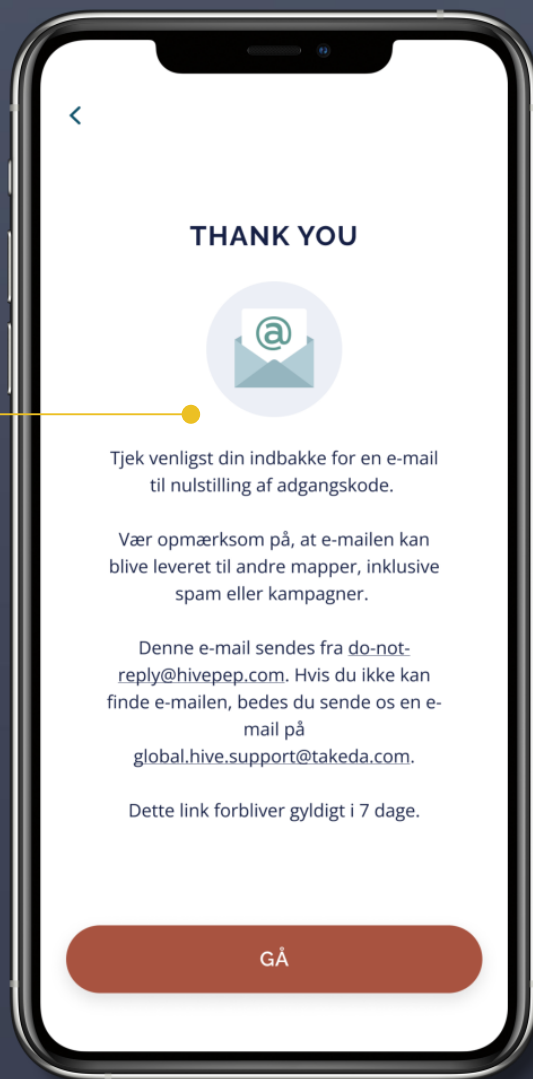 THANK YOU
@
Tjek venligst din indbakke for en e-mail
til nulstilling af adgangskode.
Vær opmærksom på, at e-mailen kan
blive leveret til andre mapper, inklusive
spam eller kampagner.
Denne e-mail sendes fra do-not-
reply@hivepep.com. Hvis du ikke kan
finde e-mailen, bedes du sende os en e-
mail på
global.hive.support@takeda.com.
Dette link forbliver gyldigt i 7 dage.
GÅ